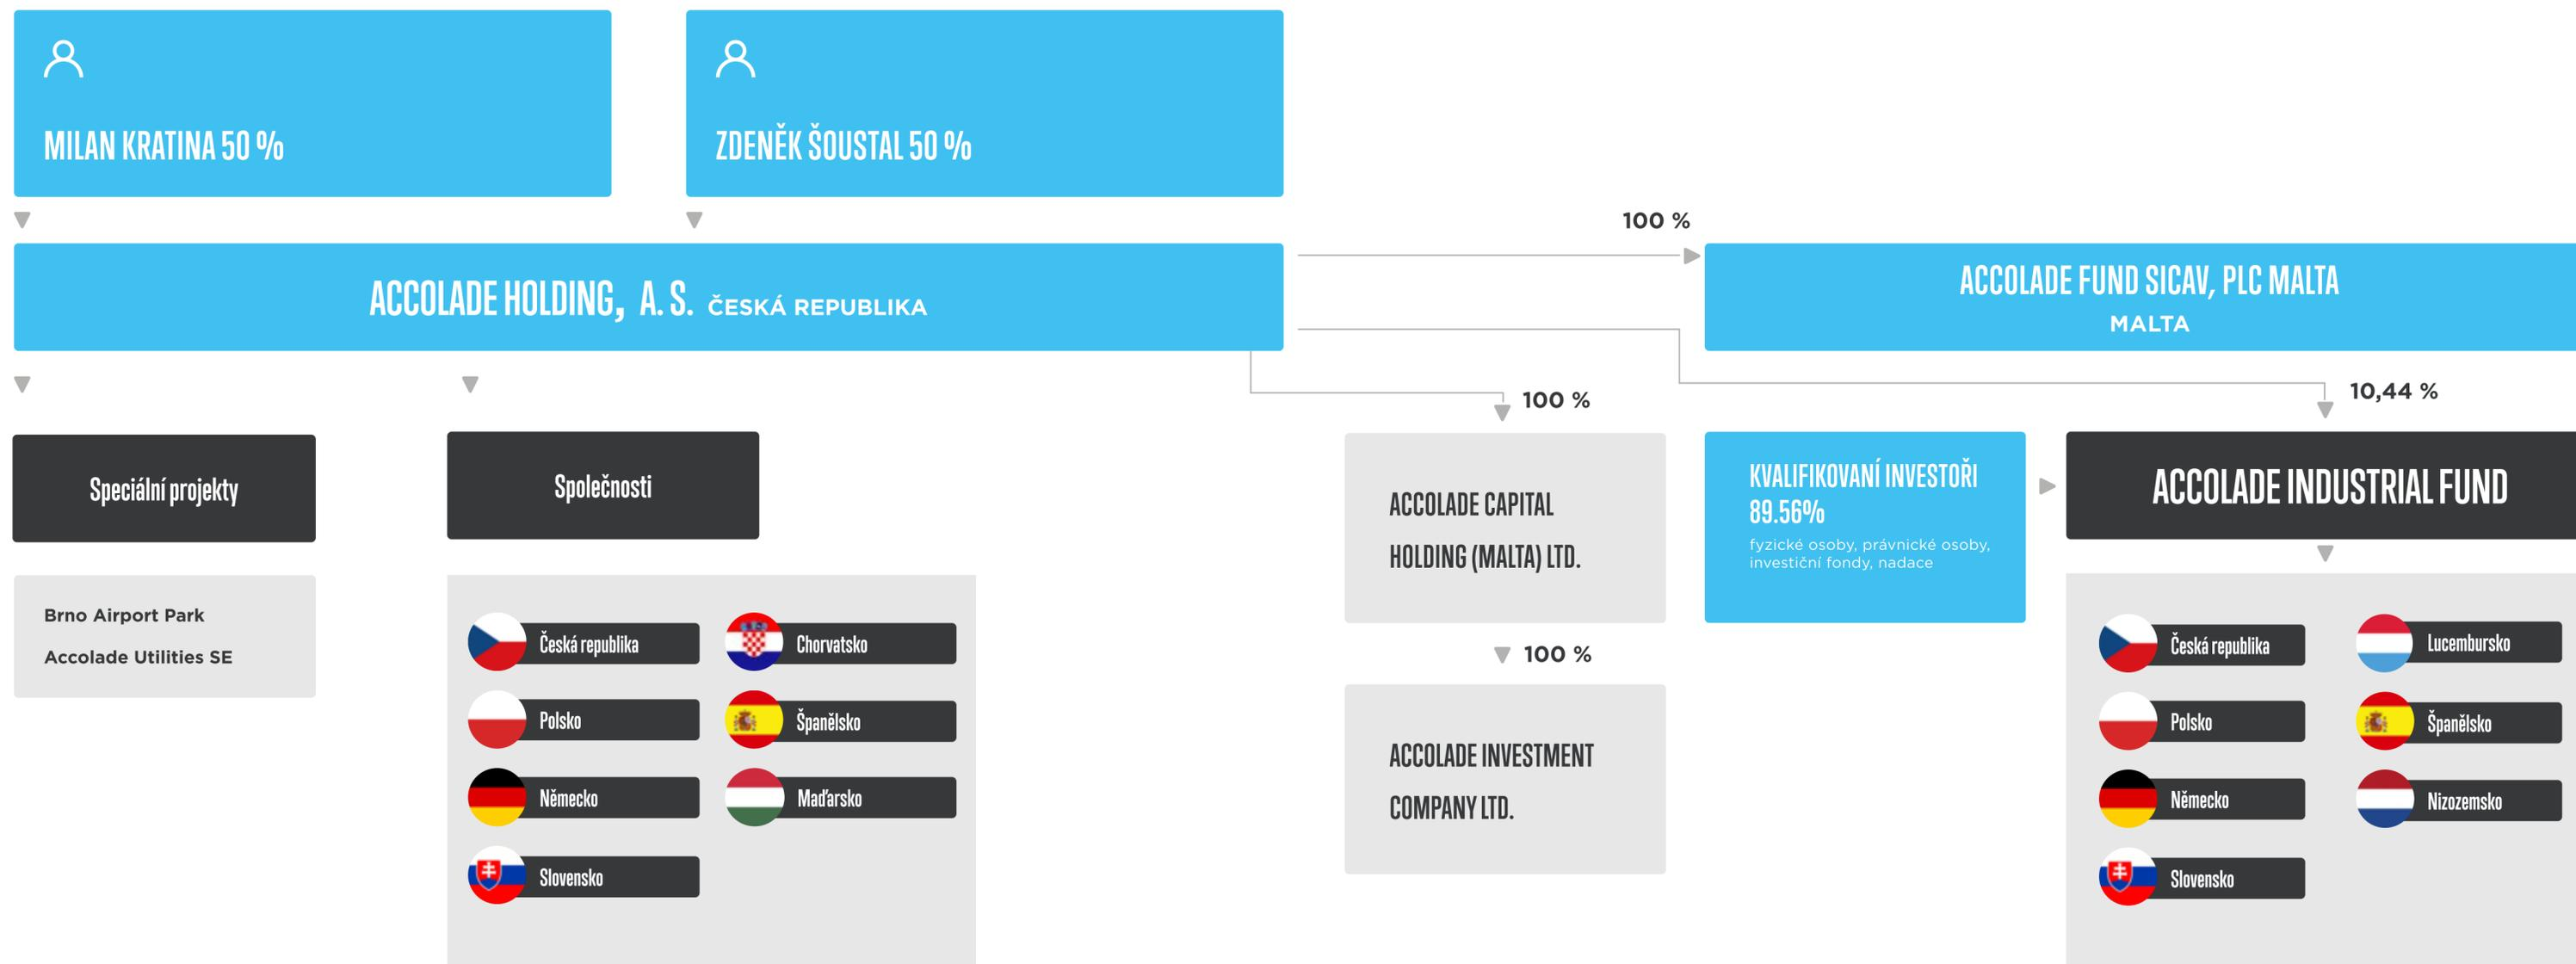 MILAN KRATINA 50 %
ZDENĚK ŠOUSTAL 50 %
100 %
ACCOLADE HOLDING, A. S. ČESKÁ REPUBLIKA
ACCOLADE FUND SICAV, PLC MALTA
MALTA
100 %
10,44 %
Speciální projekty
Společnosti
ACCOLADE CAPITAL
HOLDING (MALTA) LTD.
KVALIFIKOVANÍ INVESTOŘI
89.56%
fyzické osoby, právnické osoby,
investiční fondy, nadace
ACCOLADE INDUSTRIAL FUND
Brno Airport Park
Accolade Utilities SE
Česká republika
Chorvatsko
Polsko
Španělsko
Německo
Maďarsko
Slovensko
100 %
ACCOLADE INVESTMENT
COMPANY LTD.
Česká republika
Lucembursko
Polsko
Španělsko
Německo
Nizozemsko
Slovensko